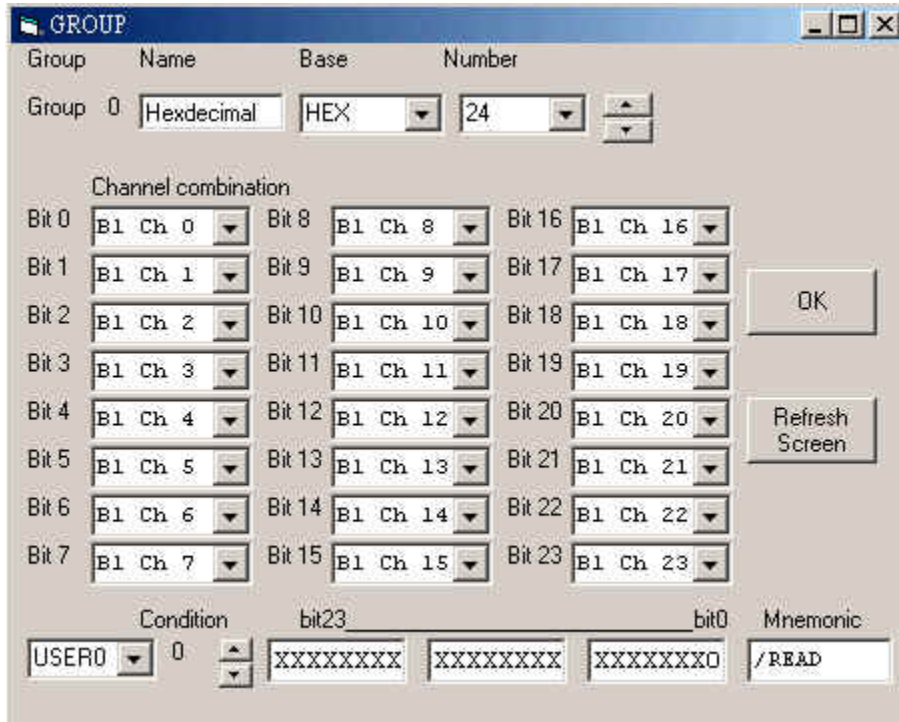 GROUP
Group Name Base Number
Group 0 Hexdecimal HEX 24
Channel combination
Bit 0 B1 Ch 0 Bit 8 B1 Ch 8 Bit 16 B1 Ch 16
Bit 1 B1 Ch 1 Bit 9 B1 Ch 9 Bit 17 B1 Ch 17
Bit 2 B1 Ch 2 Bit 10 B1 Ch 10 Bit 18 B1 Ch 18
Bit 3 B1 Ch 3 Bit 11 B1 Ch 11 Bit 19 B1 Ch 19
Bit 4 B1 Ch 4 Bit 12 B1 Ch 12 Bit 20 B1 Ch 20
Bit 5 B1 Ch 5 Bit 13 B1 Ch 13 Bit 21 B1 Ch 21
Bit 6 B1 Ch 6 Bit 14 B1 Ch 14 Bit 22 B1 Ch 22
Bit 7 B1 Ch 7 Bit 15 B1 Ch 15 Bit 23 B1 Ch 23
OK
Refresh
Screen
Condition bit23 bit0 Mnemonic
USER0 0 XXXXXXXX XXXXXXXX XXXXXXX0 /READ